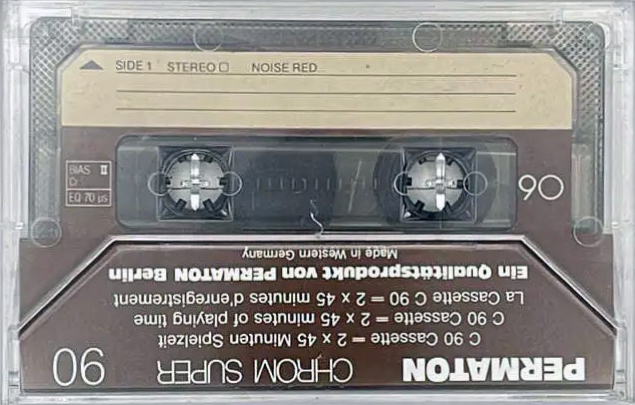 SIDE 1 STEREO NOISE RED
BIAS II
EQ 70 µs
90
PERMATON CHROM SUPER 90
C 90 Cassette = 2 x 45 Minuten Spielzeit
C 90 Cassette = 2 x 45 minutes of playing time
La Cassette C 90 = 2 x 45 minutes d'enregistrement
Ein Qualitätsprodukt von PERMATON Berlin
Made in Western Germany